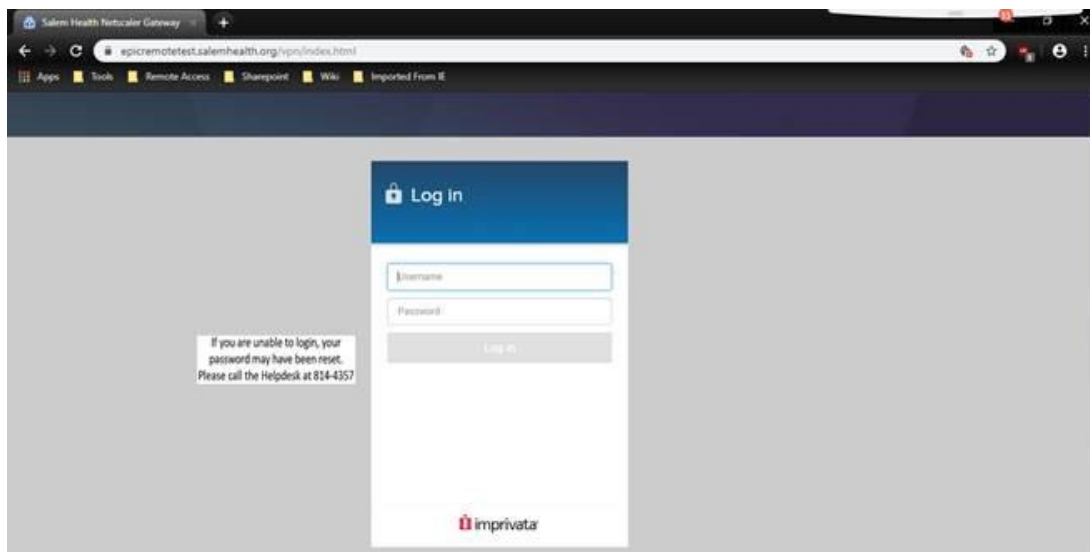 Salem Health Netscaler Gateway
epicremotetest.salemhealth.org/vpn/index.html
Apps Tools Remote Access Sharepoint Wiki Imported From IE
Log in
Username
Password
Log in
If you are unable to login, your
password may have been reset.
Please call the Helpdesk at 814-4357
imprivata